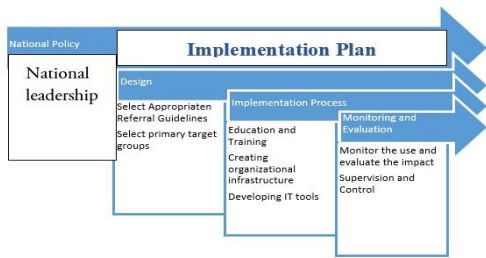 National Policy
Implementation Plan
National
leadership
Design
Select Appropriaten
Referral Guidelines
Select primary target
groups
Implementation Process
Education and
Training
Creating
organizational
infrastructure
Developing IT tools
Monitoring and
Evaluation
Monitor the use and
evaluate the impact
Supervision and
Control